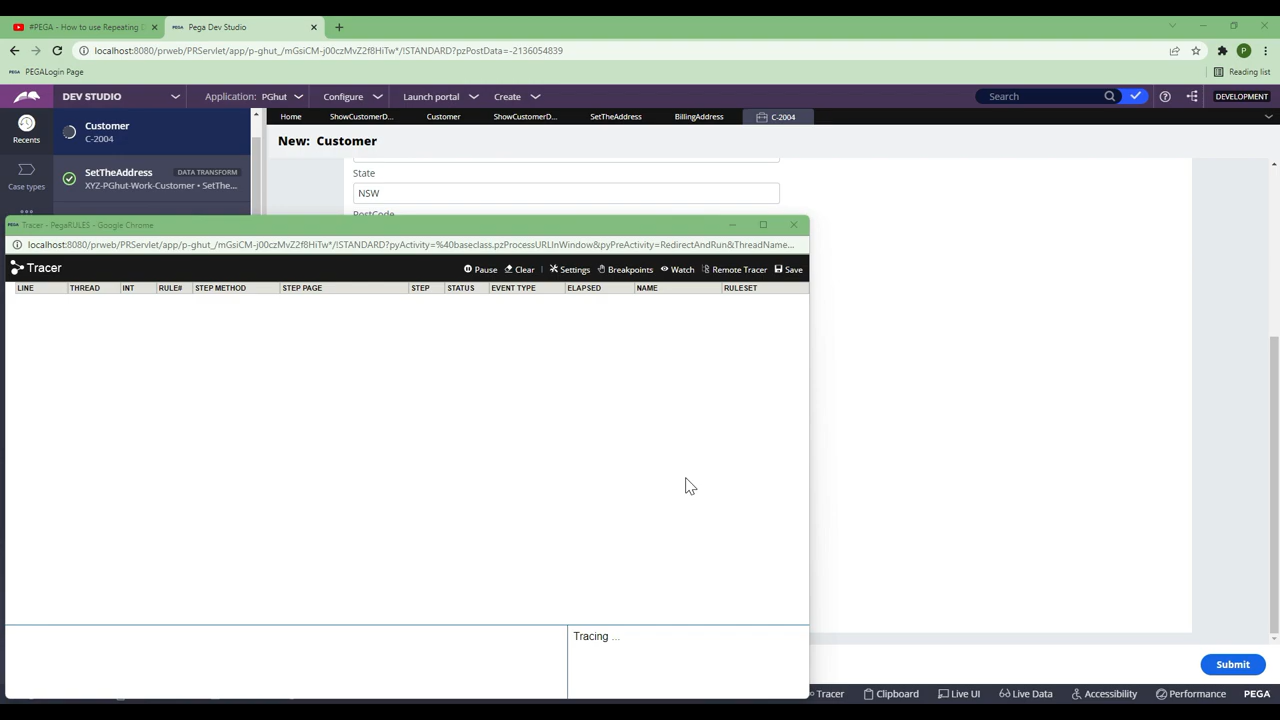 #PEGA - How to use Repeating D
Pega Dev Studio
localhost:8080/prweb/PRServlet/app/p-ghut_/mGsiCM-j00czMvZ2f8HiTw*/!STANDARD?pzPostData=-2136054839
P
PEGALogin Page
Reading list
DEV STUDIO
Application: PGhut
Configure
Launch portal
Create
Search
DEVELOPMENT
Recents
Customer
C-2004
Home
ShowCustomerD...
Customer
ShowCustomerD...
SetTheAddress
BillingAddress
C-2004
New: Customer
Case types
SetTheAddress
DATA TRANSFORM
XYZ-PGhut-Work-Customer • SetThe...
State
NSW
PostCode
Tracer - PegaRULES - Google Chrome
localhost:8080/prweb/PRServlet/app/p-ghut_/mGsiCM-j00czMvZ2f8HiTw*/!STANDARD?pyActivity=%40baseclass.pzProcessURLInWindow&pyPreActivity=RedirectAndRun&ThreadName...
Tracer
Pause
Clear
Settings
Breakpoints
Watch
Remote Tracer
Save
LINE THREAD INT RULE# STEP METHOD STEP PAGE STEP STATUS EVENT TYPE ELAPSED NAME RULESET
Tracing ...
Submit
Tracer
Clipboard
Live UI
Live Data
Accessibility
Performance
PEGA